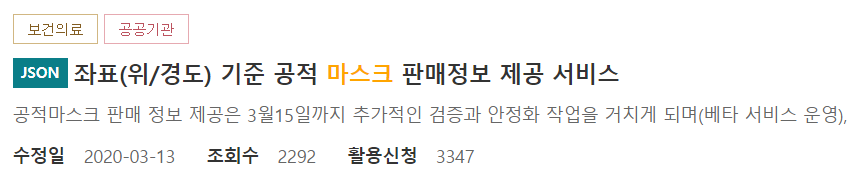 보건의료 공공기관
JSON 좌표(위/경도) 기준 공적 마스크 판매정보 제공 서비스
공적마스크 판매 정보 제공은 3월15일까지 추가적인 검증과 안정화 작업을 거치게 되며(베타 서비스 운영),
수정일 2020-03-13 조회수 2292 활용신청 3347